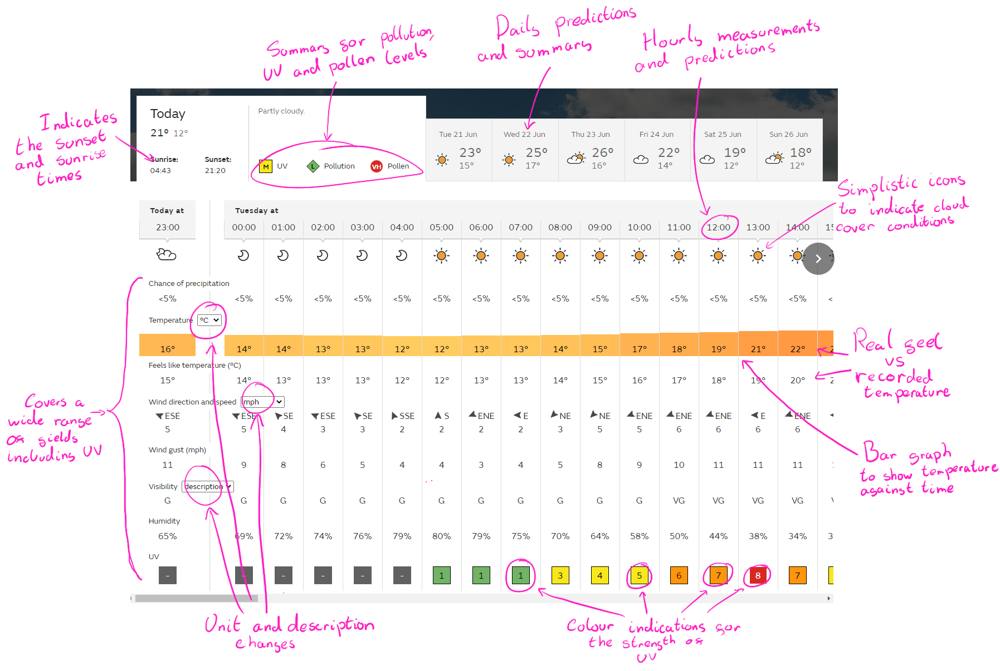 Summary for pollution,
UV and pollen levels
Daily predictions
and summary
Hourly measurements
and predictions
Indicates
the sunset
and sunrise
times
Today
21° 12°
Partly cloudy.
Sunrise: Sunset:
04:43 21:20
M UV L Pollution VH Pollen
Tue 21 Jun Wed 22 Jun Thu 23 Jun Fri 24 Jun Sat 25 Jun Sun 26 Jun
23° 25° 26° 22° 19° 18°
15° 17° 16° 14° 12° 12°
Simplistic icons
to indicate cloud
cover conditions
Today at Tuesday at
23:00 00:00 01:00 02:00 03:00 04:00 05:00 06:00 07:00 08:00 09:00 10:00 11:00 12:00 13:00 14:00 15
Chance of precipitation
<5% <5% <5% <5% <5% <5% <5% <5% <5% <5% <5% <5% <5% <5% <5% <5% <
Temperature °C
16° 14° 14° 13° 13° 12° 12° 13° 13° 14° 15° 17° 18° 19° 21° 22° 2
Feels like temperature (°C)
15° 14° 13° 13° 13° 12° 12° 13° 13° 14° 15° 16° 17° 18° 19° 20° 2
Real feel
vs
recorded
temperature
Wind direction and speed mph
ESE ESE SE ESE SE SSE S ENE E NE NE ENE ENE ENE E ENE
5 5 4 3 3 2 2 2 2 3 5 5 6 6 6 6
Wind gust (mph)
11 9 8 6 5 4 4 3 4 5 8 9 10 11 11 11
Visibility description
G G G G G G G G G G G G VG VG VG VG
Humidity
65% 69% 72% 74% 76% 79% 80% 79% 75% 70% 64% 58% 50% 44% 38% 34% 3
UV
- - - - - - 1 1 1 3 4 5 6 7 8 7
Covers a
wide range
of fields
including UV
Bar graph
to show temperature
against time
Unit and description
changes
Colour indications for
the strength of
UV